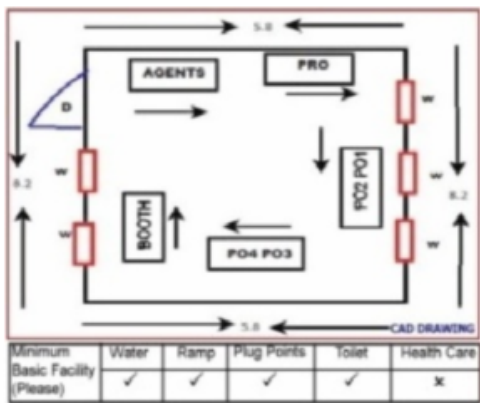 5.8
AGENTS
PRO
D
W
W
W
W
W
8.2
8.2
PO2 PO1
BOOTH
PO4 PO3
5.8
CAD DRAWING
Minimum Basic Facility (Please)
Water
Ramp
Plug Points
Toilet
Health Care
✓
✓
✓
✓
x